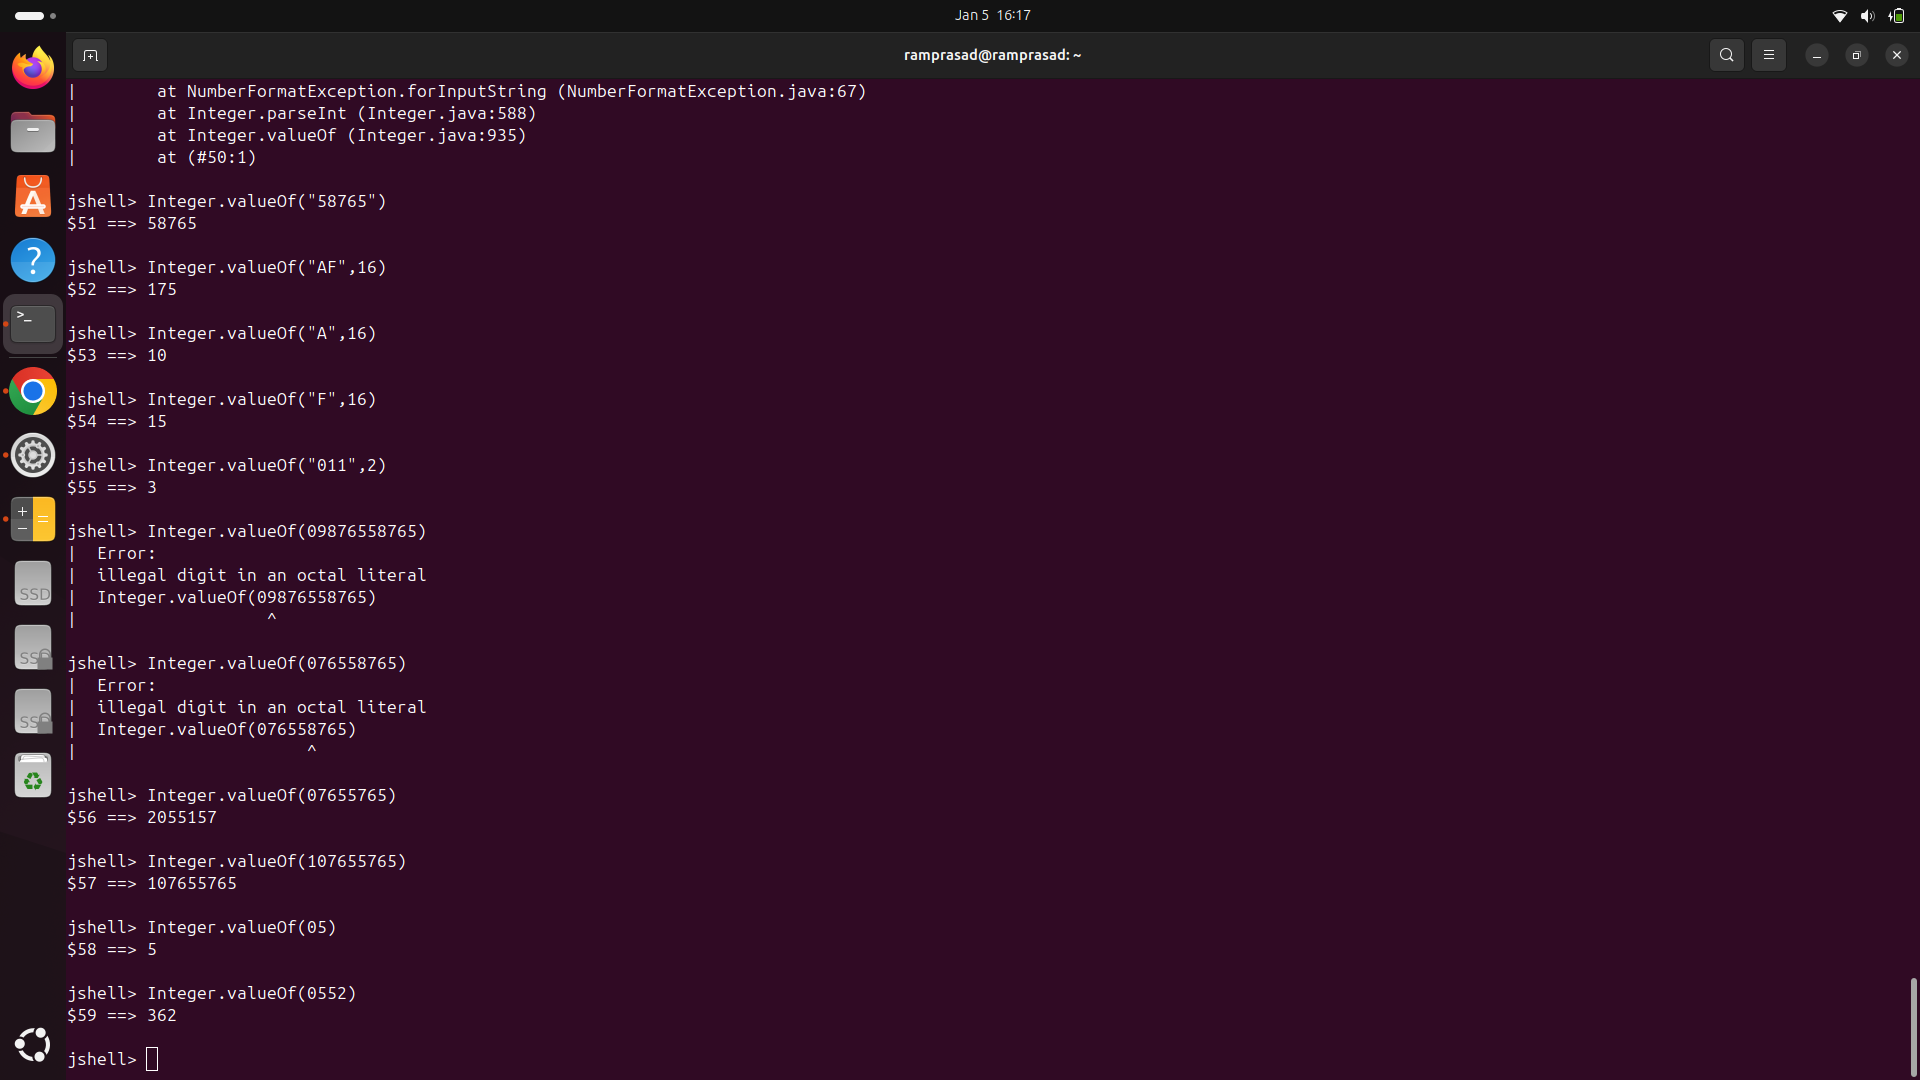 Jan 5 16:17
ramprasad@ramprasad: ~
|        at NumberFormatException.forInputString (NumberFormatException.java:67)
|        at Integer.parseInt (Integer.java:588)
|        at Integer.valueOf (Integer.java:935)
|        at (#50:1)
jshell> Integer.valueOf("58765")
$51 ==> 58765
jshell> Integer.valueOf("AF",16)
$52 ==> 175
jshell> Integer.valueOf("A",16)
$53 ==> 10
jshell> Integer.valueOf("F",16)
$54 ==> 15
jshell> Integer.valueOf("011",2)
$55 ==> 3
jshell> Integer.valueOf(09876558765)
|  Error:
|  illegal digit in an octal literal
|  Integer.valueOf(09876558765)
|                   ^
jshell> Integer.valueOf(076558765)
|  Error:
|  illegal digit in an octal literal
|  Integer.valueOf(076558765)
|                       ^
jshell> Integer.valueOf(07655765)
$56 ==> 2055157
jshell> Integer.valueOf(107655765)
$57 ==> 107655765
jshell> Integer.valueOf(05)
$58 ==> 5
jshell> Integer.valueOf(0552)
$59 ==> 362
jshell>
A
?
>_
SSD
SSD
SSD